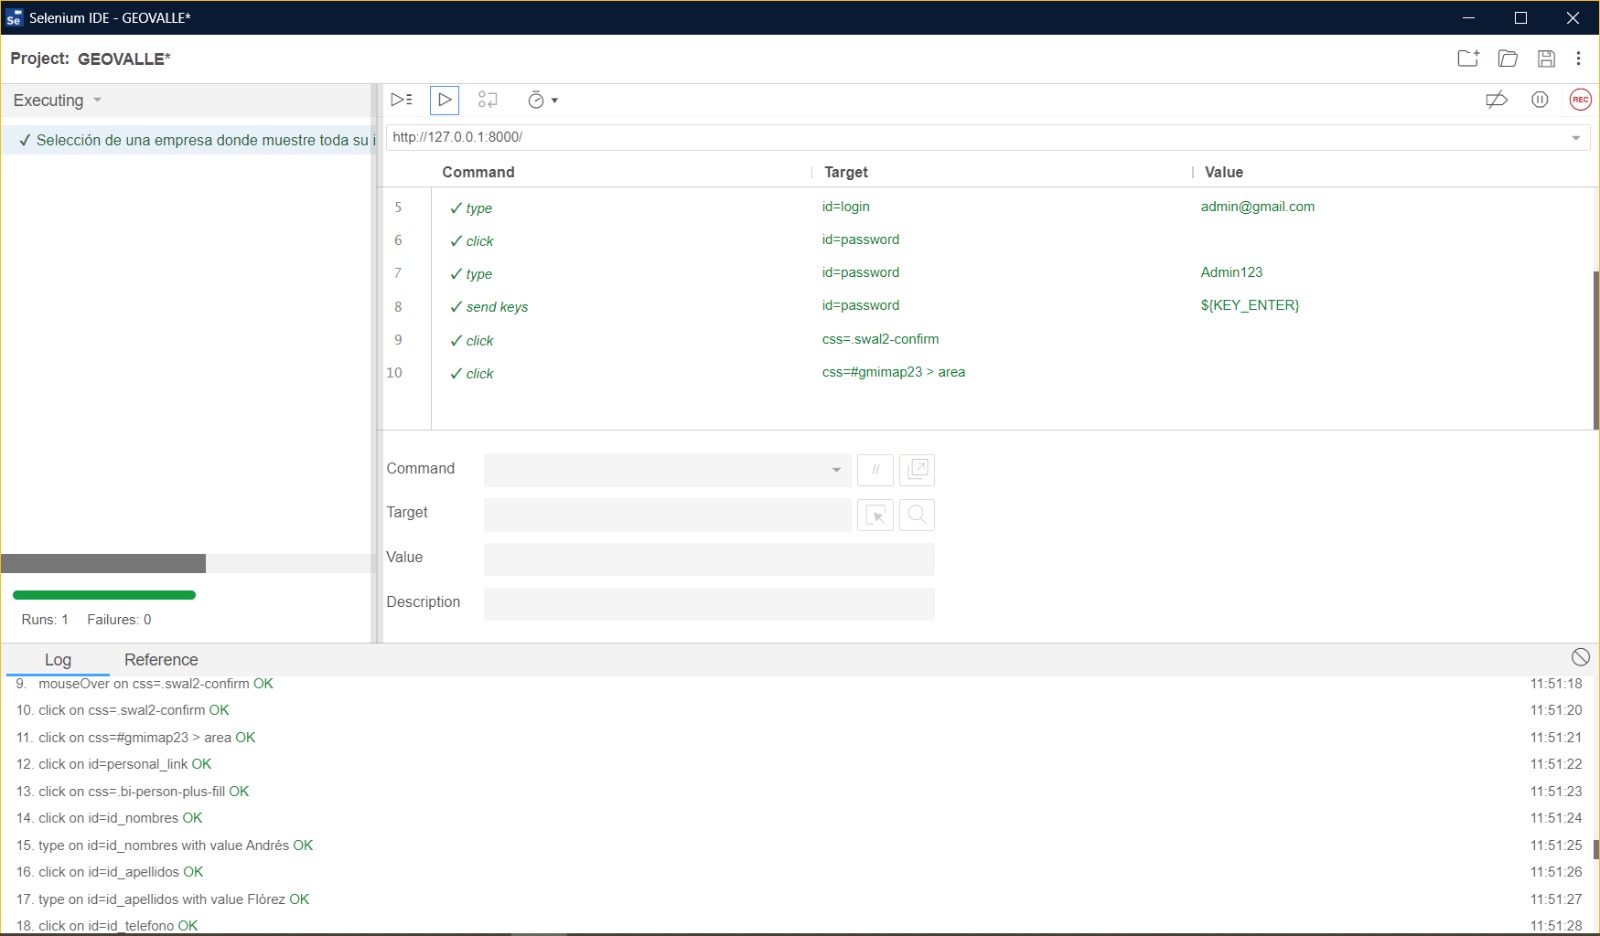 Selenium IDE - GEOVALLE*
Project: GEOVALLE*
Executing
REC
✓ Selección de una empresa donde muestre toda su i
http://127.0.0.1:8000/
Command Target Value
5 ✓ type id=login admin@gmail.com
6 ✓ click id=password
7 ✓ type id=password Admin123
8 ✓ send keys id=password ${KEY_ENTER}
9 ✓ click css=.swal2-confirm
10 ✓ click css=#gmimap23 > area
Command //
Target
Value
Description
Runs: 1 Failures: 0
Log Reference
9. mouseOver on css=.swal2-confirm OK 11:51:18
10. click on css=.swal2-confirm OK 11:51:20
11. click on css=#gmimap23 > area OK 11:51:21
12. click on id=personal_link OK 11:51:22
13. click on css=.bi-person-plus-fill OK 11:51:23
14. click on id=id_nombres OK 11:51:24
15. type on id=id_nombres with value Andrés OK 11:51:25
16. click on id=id_apellidos OK 11:51:26
17. type on id=id_apellidos with value Flórez OK 11:51:27
18. click on id=id_telefono OK 11:51:28